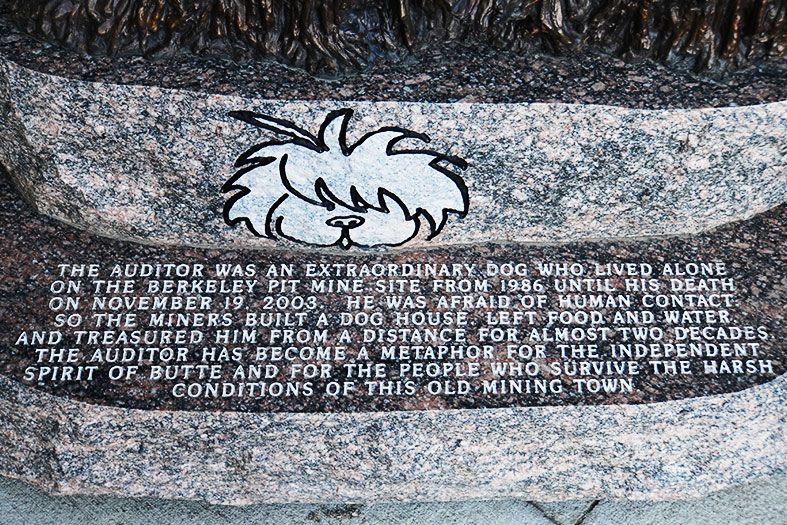 THE AUDITOR WAS AN EXTRAORDINARY DOG WHO LIVED ALONE
ON THE BERKELEY PIT MINE SITE FROM 1986 UNTIL HIS DEATH
ON NOVEMBER 19, 2003. HE WAS AFRAID OF HUMAN CONTACT
SO THE MINERS BUILT A DOG HOUSE, LEFT FOOD AND WATER,
AND TREASURED HIM FROM A DISTANCE FOR ALMOST TWO DECADES.
THE AUDITOR HAS BECOME A METAPHOR FOR THE INDEPENDENT
SPIRIT OF BUTTE AND FOR THE PEOPLE WHO SURVIVE THE HARSH
CONDITIONS OF THIS OLD MINING TOWN